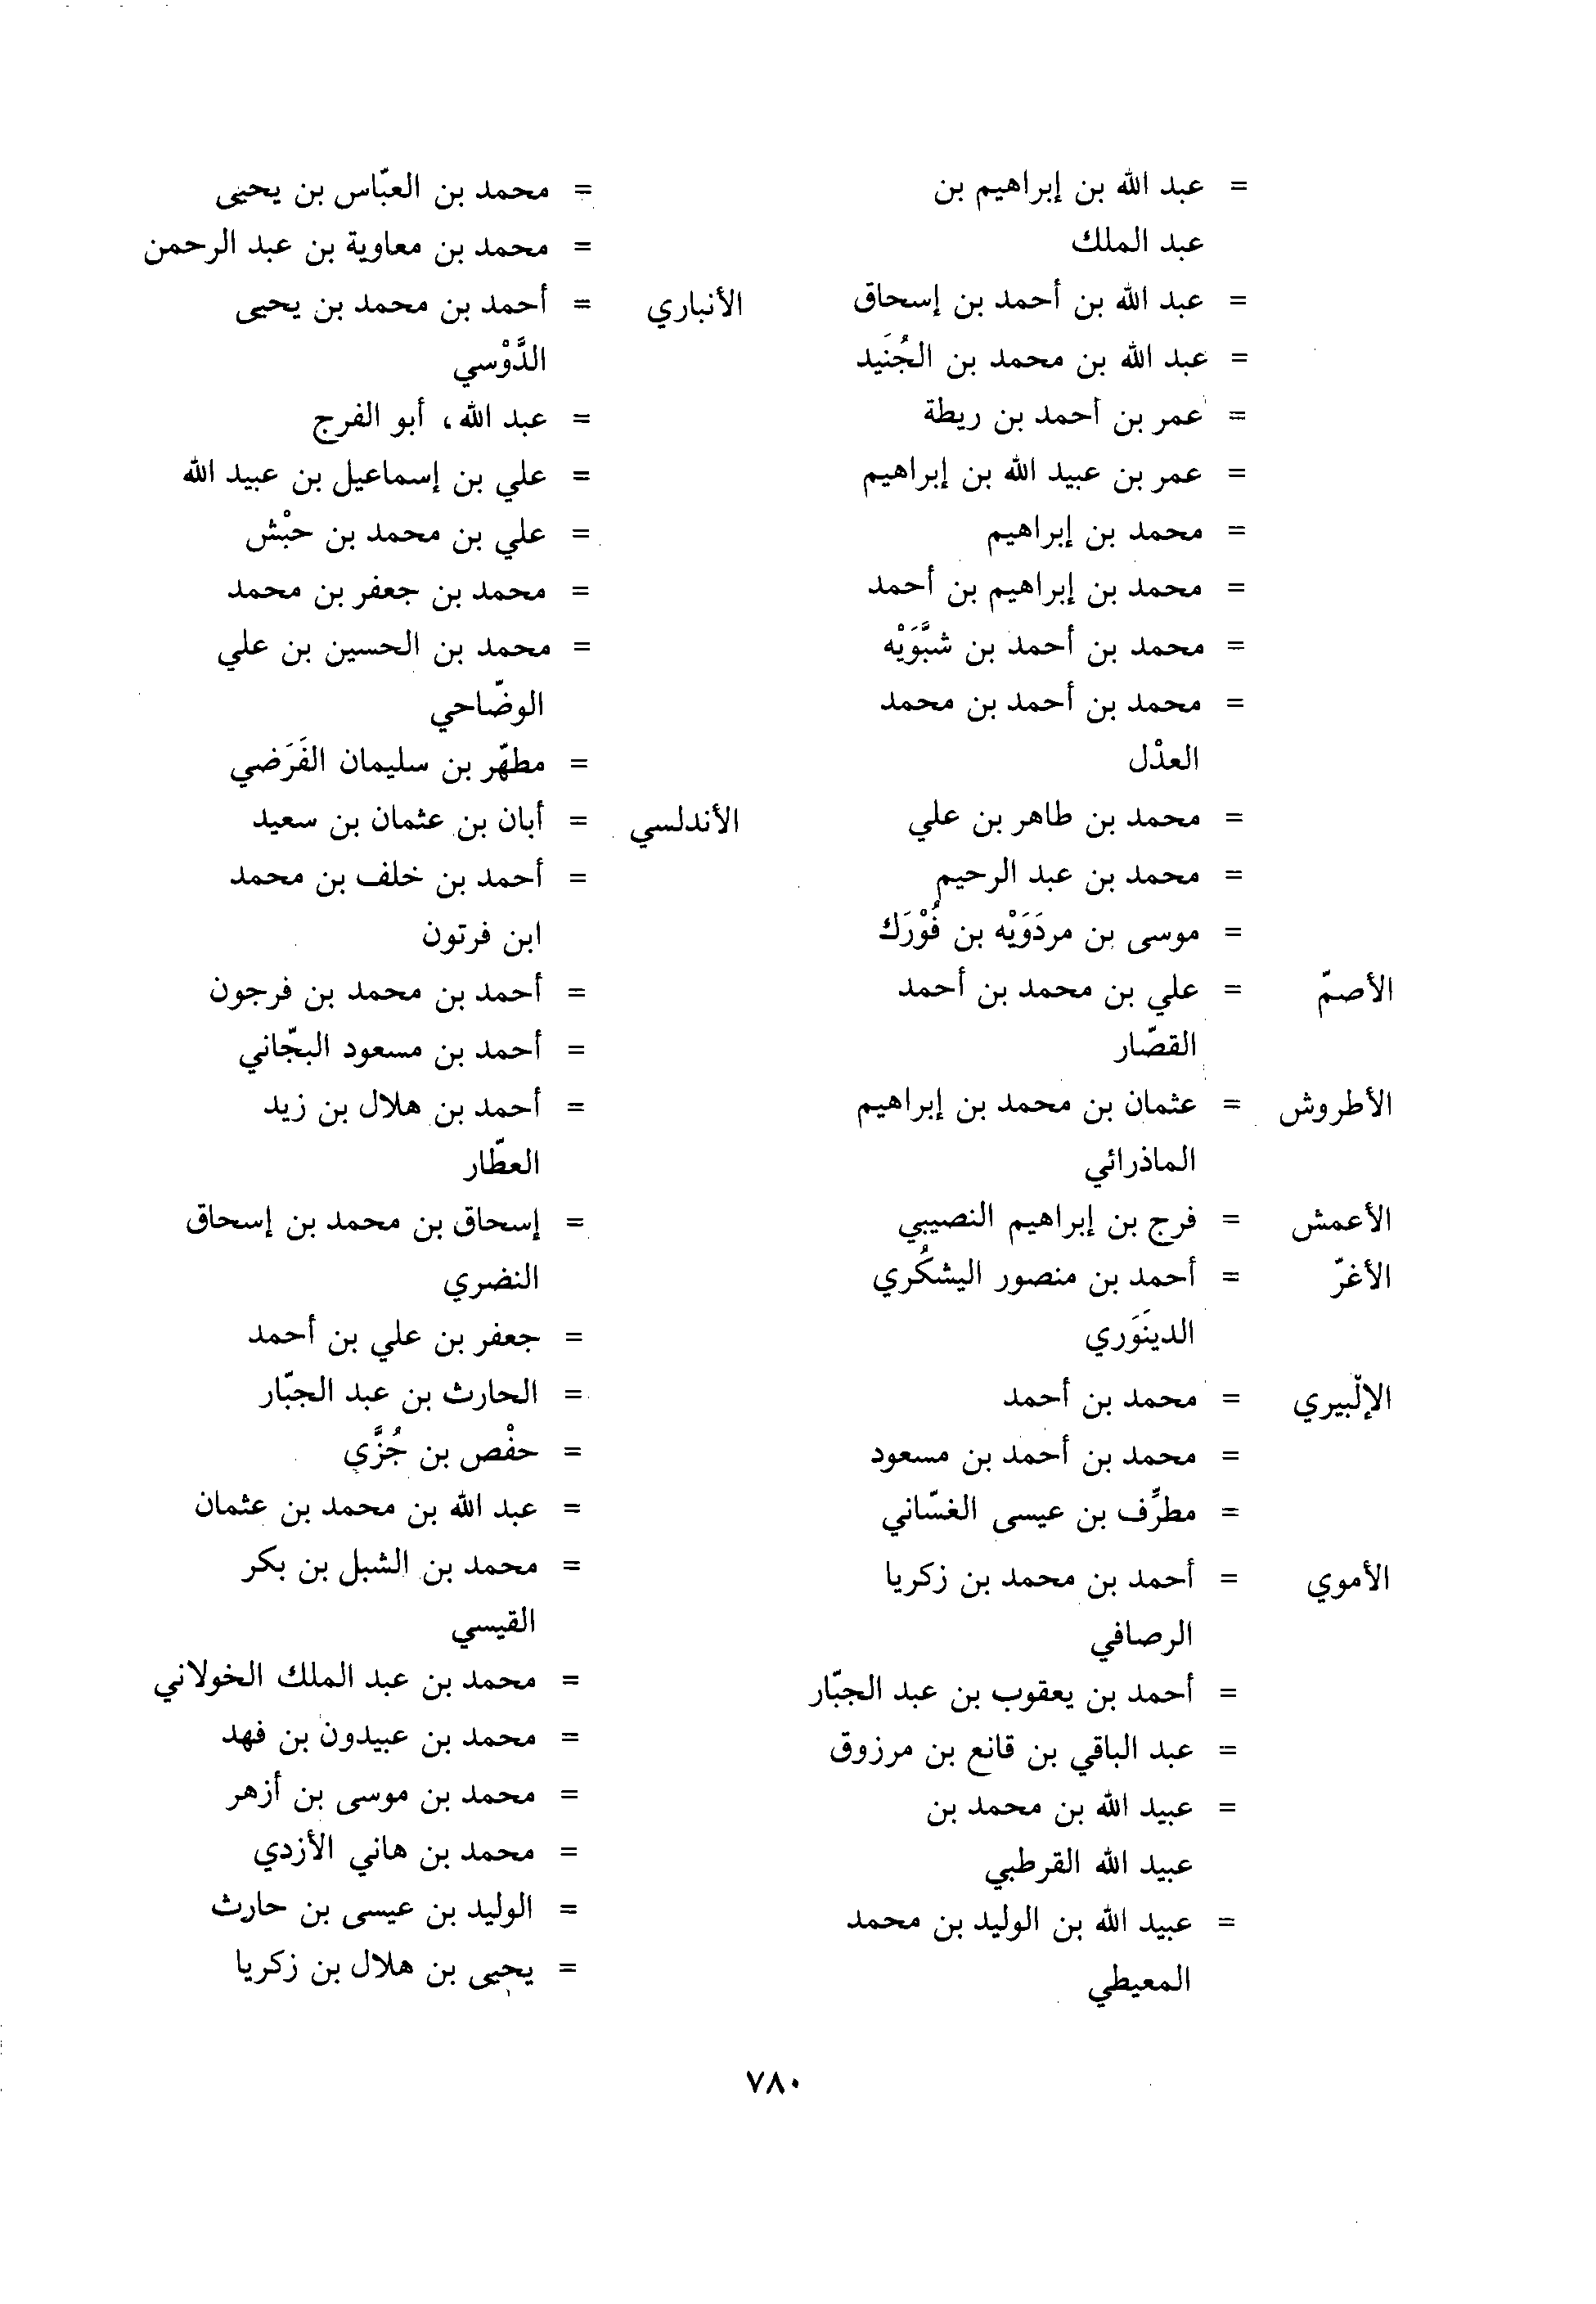 = عبد الله بن إبراهيم بن
عبد الملك
= عبد الله بن أحمد بن إسحاق
= عبد الله بن محمد بن الجُنَيد
= عمر بن أحمد بن ريطة
= عمر بن عبيد الله بن إبراهيم
= محمد بن إبراهيم
= محمد بن إبراهيم بن أحمد
= محمد بن أحمد بن شبَّوَيْه
= محمد بن أحمد بن محمد
العدْل
= محمد بن طاهر بن علي
= محمد بن عبد الرحيم
= موسى بن مردَوَيْه بن فُوْرَك
الأصمّ = علي بن محمد بن أحمد
القصّار
الأطروش = عثمان بن محمد بن إبراهيم
الماذرائي
الأعمش = فرج بن إبراهيم النصيبي
الأغرّ = أحمد بن منصور اليشكُري
الدينَوَري
الإلّبيري = محمد بن أحمد
= محمد بن أحمد بن مسعود
= مطرِّف بن عيسى الغسّاني
الأموي = أحمد بن محمد بن زكريا
الرصافي
= أحمد بن يعقوب بن عبد الجبّار
= عبد الباقي بن قانع بن مرزوق
= عبيد الله بن محمد بن
عبيد الله القرطبي
= عبيد الله بن الوليد بن محمد
المعيطي
= محمد بن العبّاس بن يحيى
= محمد بن معاوية بن عبد الرحمن
الأنباري = أحمد بن محمد بن يحيى
الدَّوْسي
= عبد الله، أبو الفرج
= علي بن إسماعيل بن عبيد الله
= علي بن محمد بن حبْش
= محمد بن جعفر بن محمد
= محمد بن الحسين بن علي
الوضّاحي
= مطهّر بن سليمان الفَرَضي
الأندلسي = أبان بن عثمان بن سعيد
= أحمد بن خلف بن محمد
ابن فرتون
= أحمد بن محمد بن فرجون
= أحمد بن مسعود البجّاني
= أحمد بن هلال بن زيد
العطّار
= إسحاق بن محمد بن إسحاق
النضري
= جعفر بن علي بن أحمد
= الحارث بن عبد الجبّار
= حفْص بن جُزَّي
= عبد الله بن محمد بن عثمان
= محمد بن الشبل بن بكر
القيسي
= محمد بن عبد الملك الخولاني
= محمد بن عبيدون بن فهد
= محمد بن موسى بن أزهر
= محمد بن هاني الأزدي
= الوليد بن عيسى بن حارث
= يحيى بن هلال بن زكريا
٧٨٠